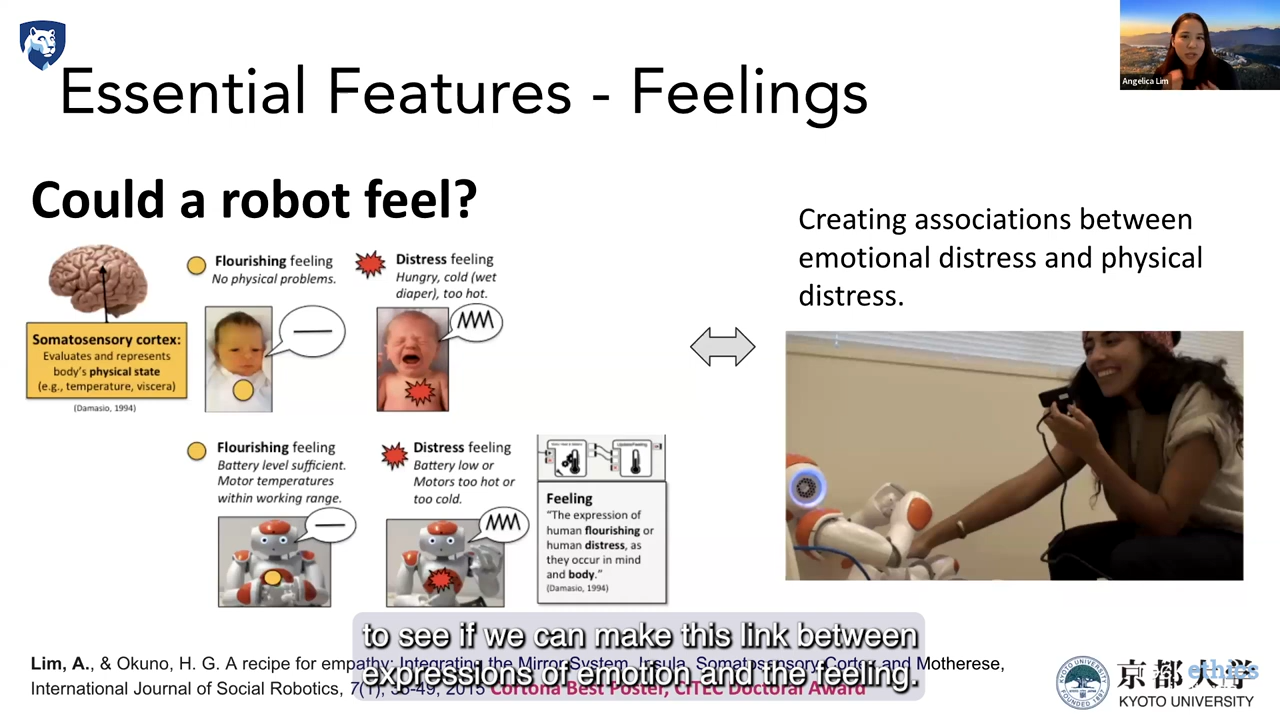 Essential Features - Feelings
Angelica Lim
Could a robot feel?
Somatosensory cortex:
Evaluates and represents
body's physical state
(e.g., temperature, viscera)
(Damasio, 1994)
Flourishing feeling
No physical problems.
Distress feeling
Hungry, cold (wet
diaper), too hot.
Flourishing feeling
Battery level sufficient.
Motor temperatures
within working range.
Distress feeling
Battery low or
Motors too hot or
too cold.
Feeling
"The expression of
human flourishing or
human distress, as
they occur in mind
and body."
(Damasio, 1994)
Creating associations between
emotional distress and physical
distress.
to see if we can make this link between
expressions of emotion and the feeling.
Lim, A., & Okuno, H. G. A recipe for empathy: Integrating the Mirror System, Insula, Somatosensory Cortex and Motherese,
International Journal of Social Robotics, 7(1), 35-49, 2015 Cortona Best Poster, CITEC Doctoral Award
京都大学
KYOTO UNIVERSITY
ethics